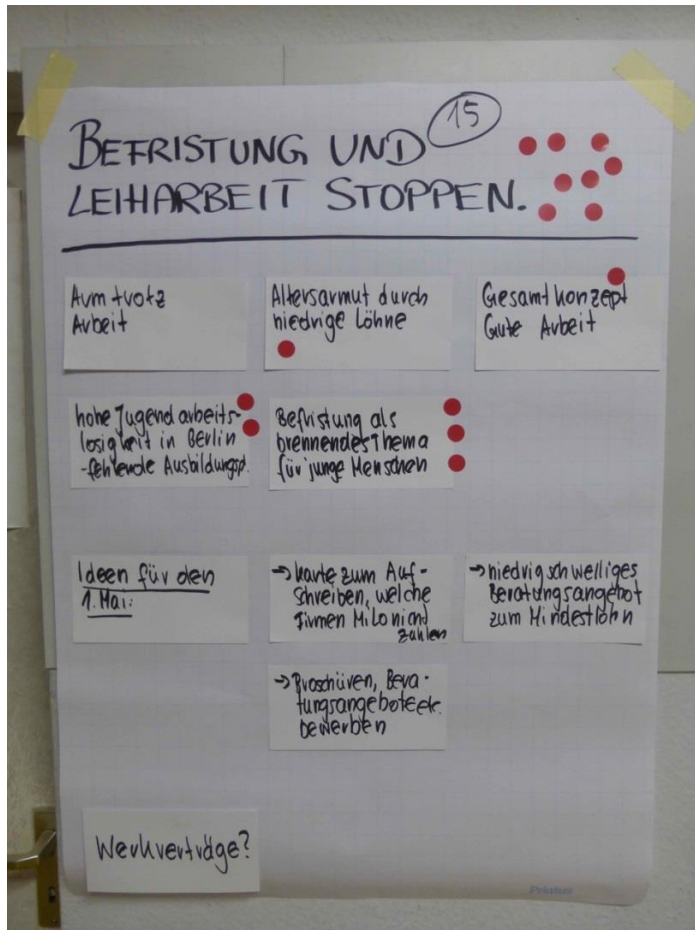 BEFRISTUNG UND
LEIHARBEIT STOPPEN.
15
Armut trotz
Arbeit
Altersarmut durch
niedrige Löhne
Gesamtkonzept
Gute Arbeit
hohe Jugendarbeits-
losigkeit in Berlin
-fehlende Ausbildungspl.
Befristung als
brennendes Thema
für junge Menschen
Ideen für den
1. Mai:
→ Karte zum Auf-
schreiben, welche
Firmen MiLo nicht
zahlen
→ niedrigschwelliges
Beratungsangebot
zum Mindestlohn
→ Broschüren, Bera-
tungsangebote etc.
bewerben
Werkverträge?